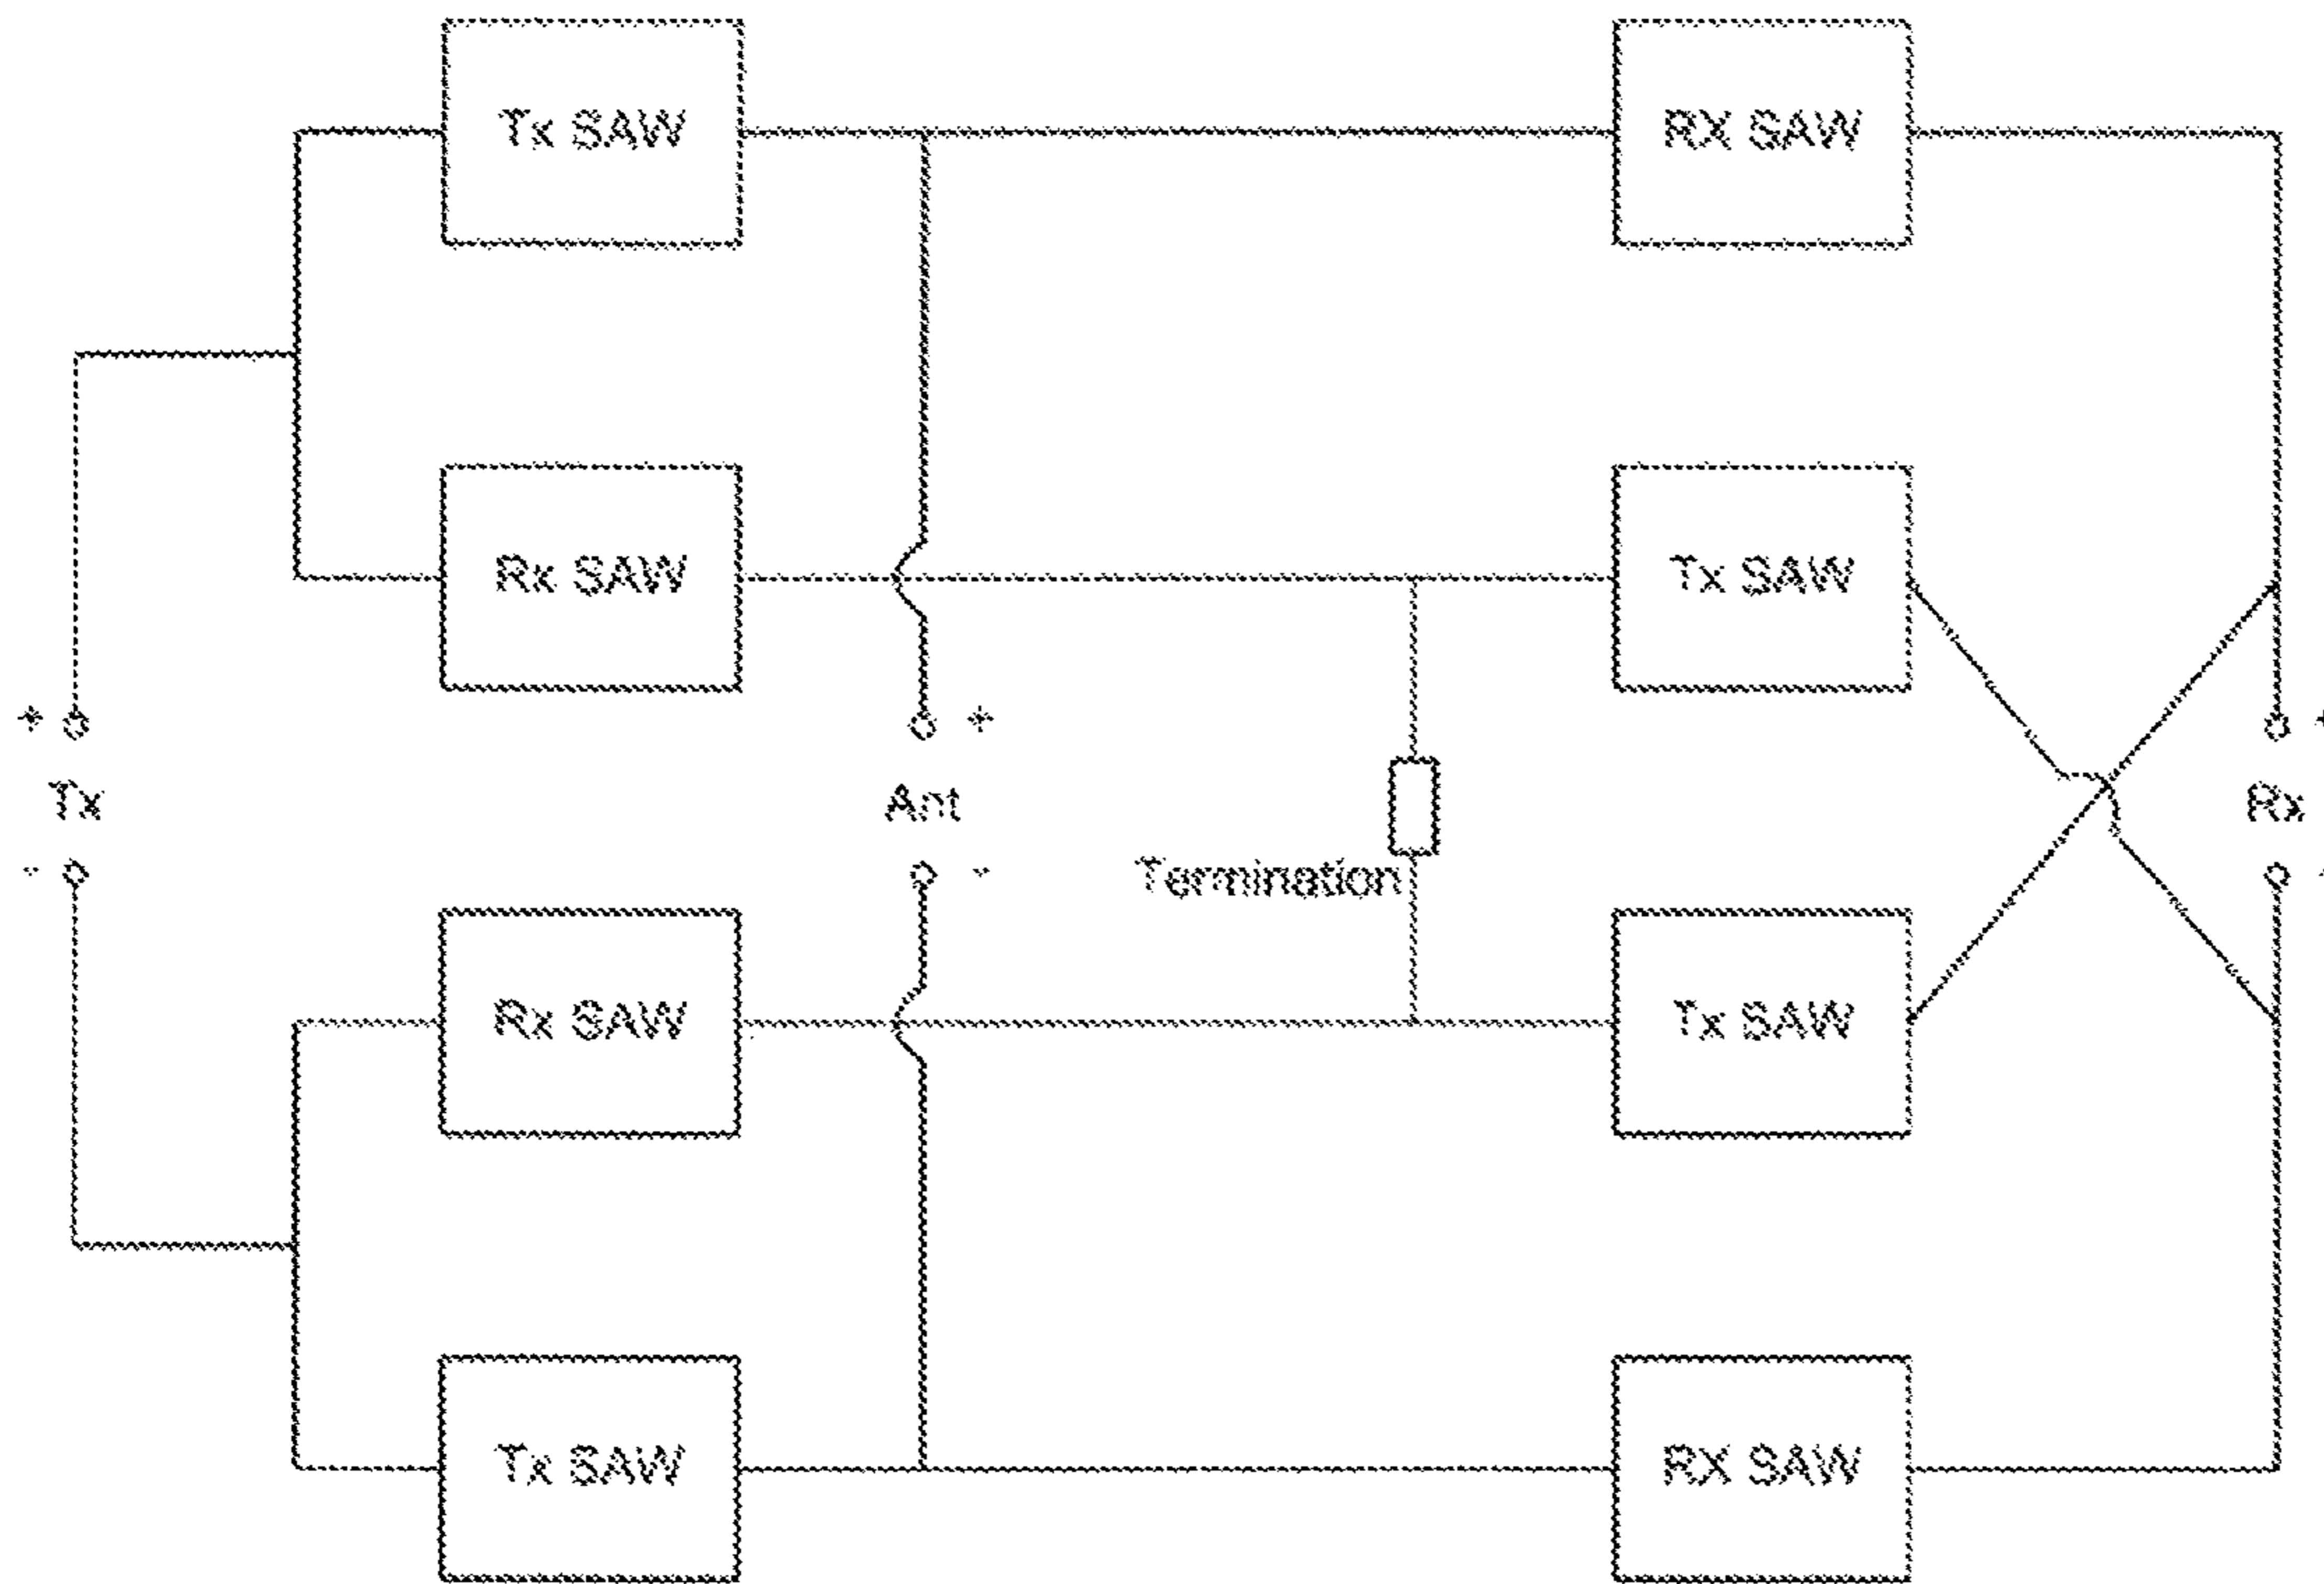 Tx SAW RX SAW
Rx SAW Tx SAW
+ + +
Tx Ant Rx
- - -
Termination
Rx SAW Tx SAW
Tx SAW RX SAW